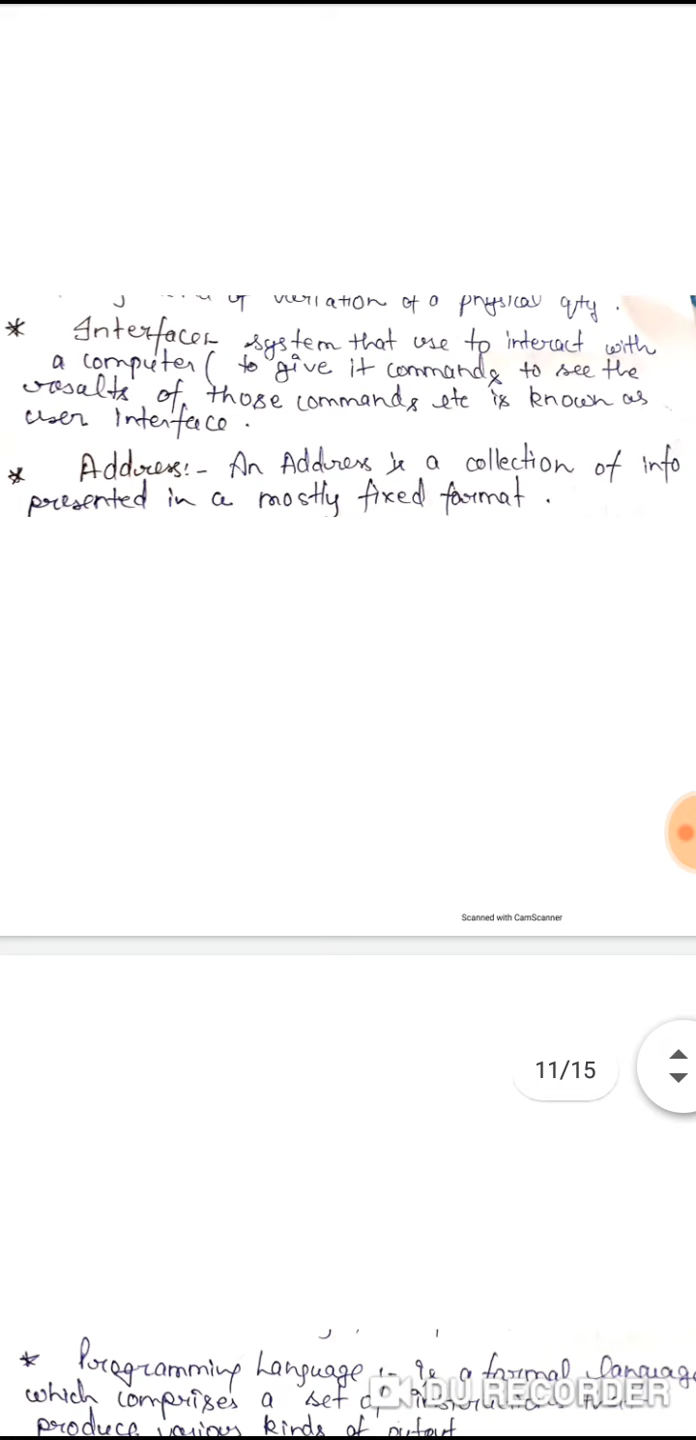 variation of a physical qty.
* Interface:- system that use to interact with
a computer ( to give it commands to see the
rosalts of those commands etc is known as
user interface.
* Address:- An Address is a collection of info
presented in a mostly fixed format.
Scanned with CamScanner
11/15
* Programming Language :- is a formal language
which comprises a set of
DU RECORDER
produce various kinds of output